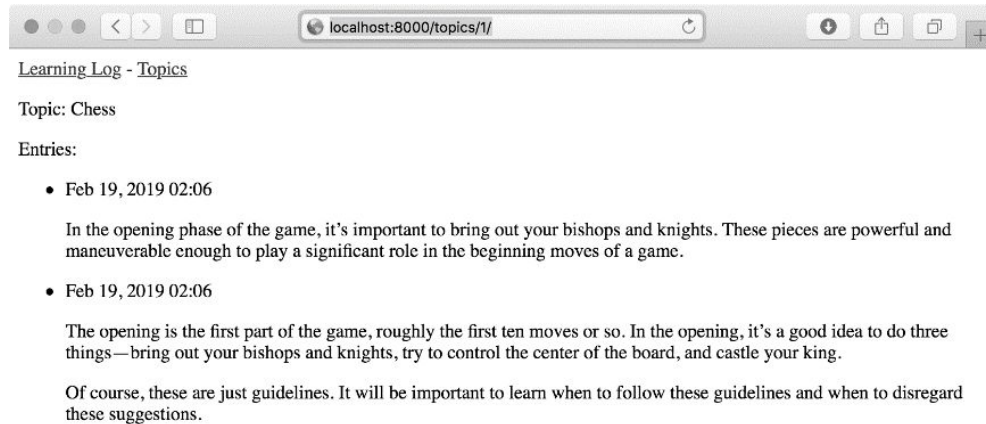 localhost:8000/topics/1/
Learning Log - Topics
Topic: Chess
Entries:
• Feb 19, 2019 02:06
In the opening phase of the game, it’s important to bring out your bishops and knights. These pieces are powerful and
maneuverable enough to play a significant role in the beginning moves of a game.
• Feb 19, 2019 02:06
The opening is the first part of the game, roughly the first ten moves or so. In the opening, it’s a good idea to do three
things—bring out your bishops and knights, try to control the center of the board, and castle your king.
Of course, these are just guidelines. It will be important to learn when to follow these guidelines and when to disregard
these suggestions.